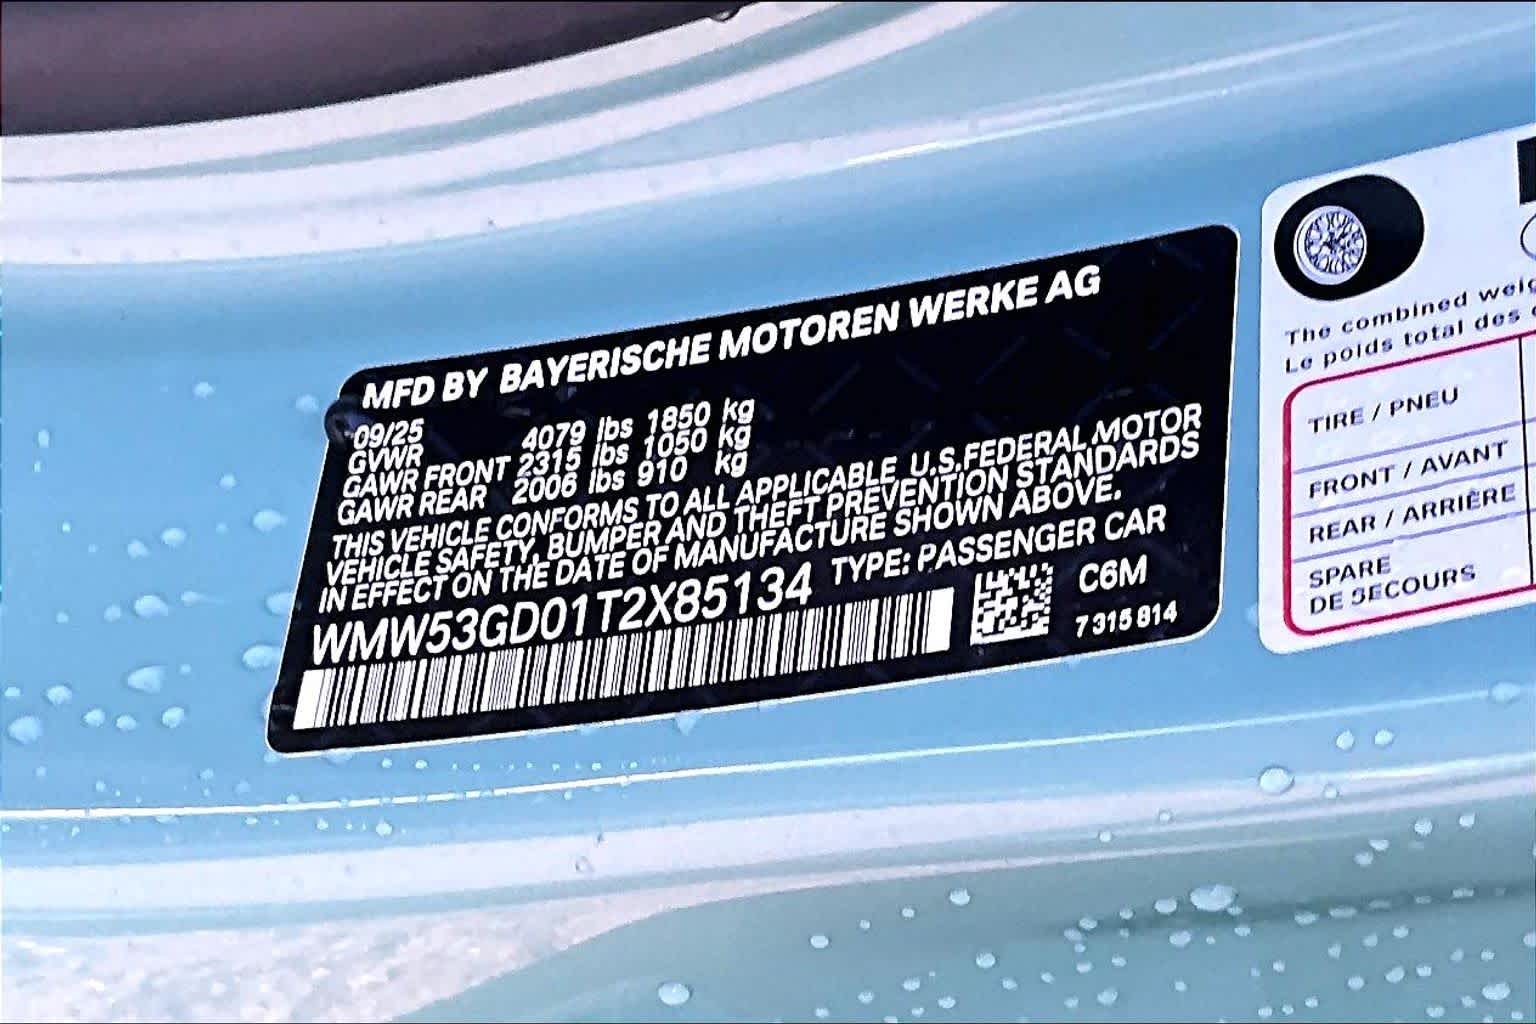 MFD BY BAYERISCHE MOTOREN WERKE AG
09/25
GVWR 4079 lbs 1850 kg
GAWR FRONT 2315 lbs 1050 kg
GAWR REAR 2006 lbs 910 kg
THIS VEHICLE CONFORMS TO ALL APPLICABLE U.S.FEDERAL MOTOR
VEHICLE SAFETY, BUMPER AND THEFT PREVENTION STANDARDS
IN EFFECT ON THE DATE OF MANUFACTURE SHOWN ABOVE.
WMW53GD01T2X85134 TYPE: PASSENGER CAR
C6M
7 315 814
The combined weig
Le poids total des
TIRE / PNEU
FRONT / AVANT
REAR / ARRIÈRE
SPARE
DE SECOURS